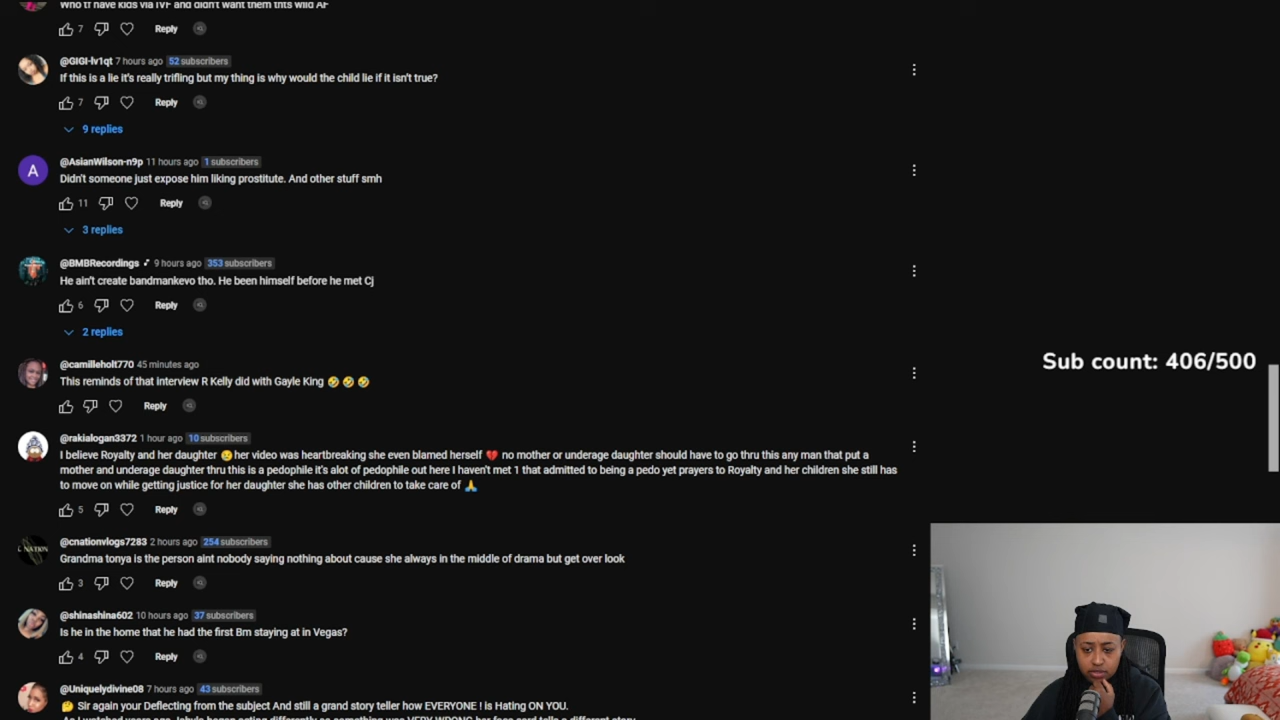 Who tf have kids via IVF and didn't want them thts wild AF
7 Reply
@GIGI-lv1qt 7 hours ago 52 subscribers
If this is a lie it's really trifling but my thing is why would the child lie if it isn't true?
7 Reply
9 replies
A
@AsianWilson-n9p 11 hours ago 1 subscribers
Didn't someone just expose him liking prostitute. And other stuff smh
11 Reply
3 replies
@BMBRecordings 9 hours ago 353 subscribers
He ain't create bandmankevo tho. He been himself before he met Cj
6 Reply
2 replies
@camilleholt770 45 minutes ago
Sub count: 406/500
This reminds of that interview R Kelly did with Gayle King 🤣 🤣 🤣
Reply
@rakialogan3372 1 hour ago 10 subscribers
I believe Royalty and her daughter 😢 her video was heartbreaking she even blamed herself 💔 no mother or underage daughter should have to go thru this any man that put a
mother and underage daughter thru this is a pedophile it's alot of pedophile out here I haven't met 1 that admitted to being a pedo yet prayers to Royalty and her children she still has
to move on while getting justice for her daughter she has other children to take care of 🙏
5 Reply
@cnationvlogs7283 2 hours ago 254 subscribers
Grandma tonya is the person aint nobody saying nothing about cause she always in the middle of drama but get over look
3 Reply
@shinashina602 10 hours ago 37 subscribers
Is he in the home that he had the first Bm staying at in Vegas?
4 Reply
@Uniquelydivine08 7 hours ago 43 subscribers
🤔 Sir again your Deflecting from the subject And still a grand story teller how EVERYONE ! is Hating ON YOU.